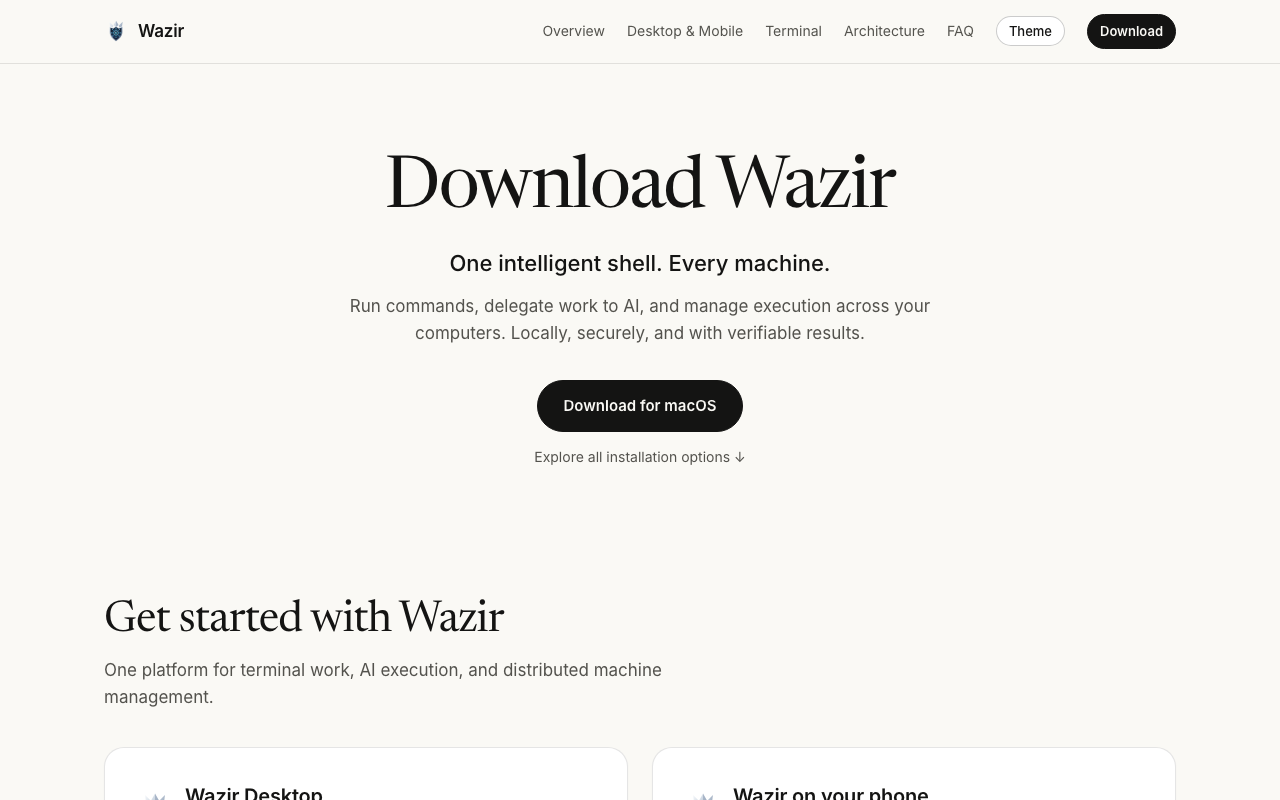 Wazir
Overview
Desktop & Mobile
Terminal
Architecture
FAQ
Theme
Download
Download Wazir
One intelligent shell. Every machine.
Run commands, delegate work to AI, and manage execution across your
computers. Locally, securely, and with verifiable results.
Download for macOS
Explore all installation options ↓
Get started with Wazir
One platform for terminal work, AI execution, and distributed machine
management.
Wazir Desktop
Wazir on your phone